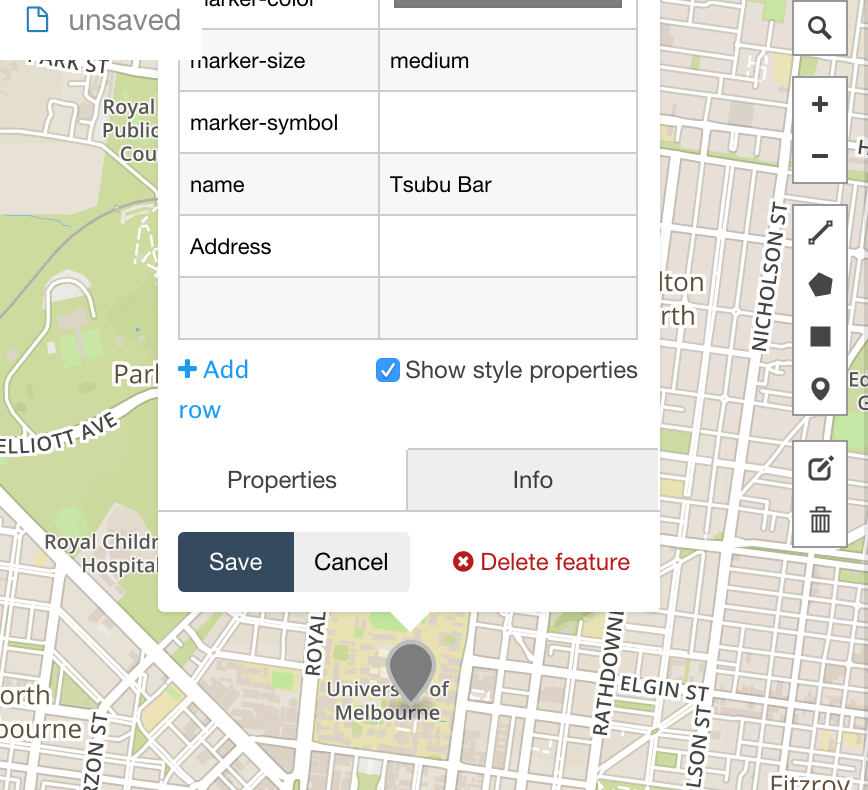 unsaved
marker-color
marker-size medium
marker-symbol
name Tsubu Bar
Address
+ Add
row
Show style properties
Properties Info
Save Cancel Delete feature
PARK ST
Royal
Public
Cou
Parl
ELLIOTT AVE
Royal Childr
Hospital
lton
rth
NICHOLSON ST
H
Ed
G
ROYAL
University of
Melbourne
RATHDOWN
ELGIN ST
LSON ST
orth
bourne
RZON ST
Fitzroy